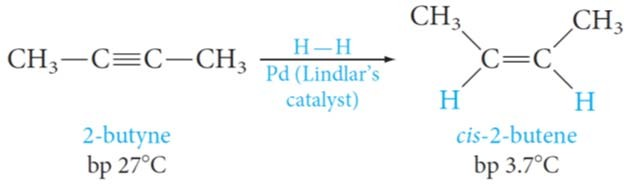 CH₃—C≡C—CH₃
H—H
Pd (Lindlar's
catalyst)
CH₃
CH₃
C=C
H
H
2-butyne
bp 27°C
cis-2-butene
bp 3.7°C